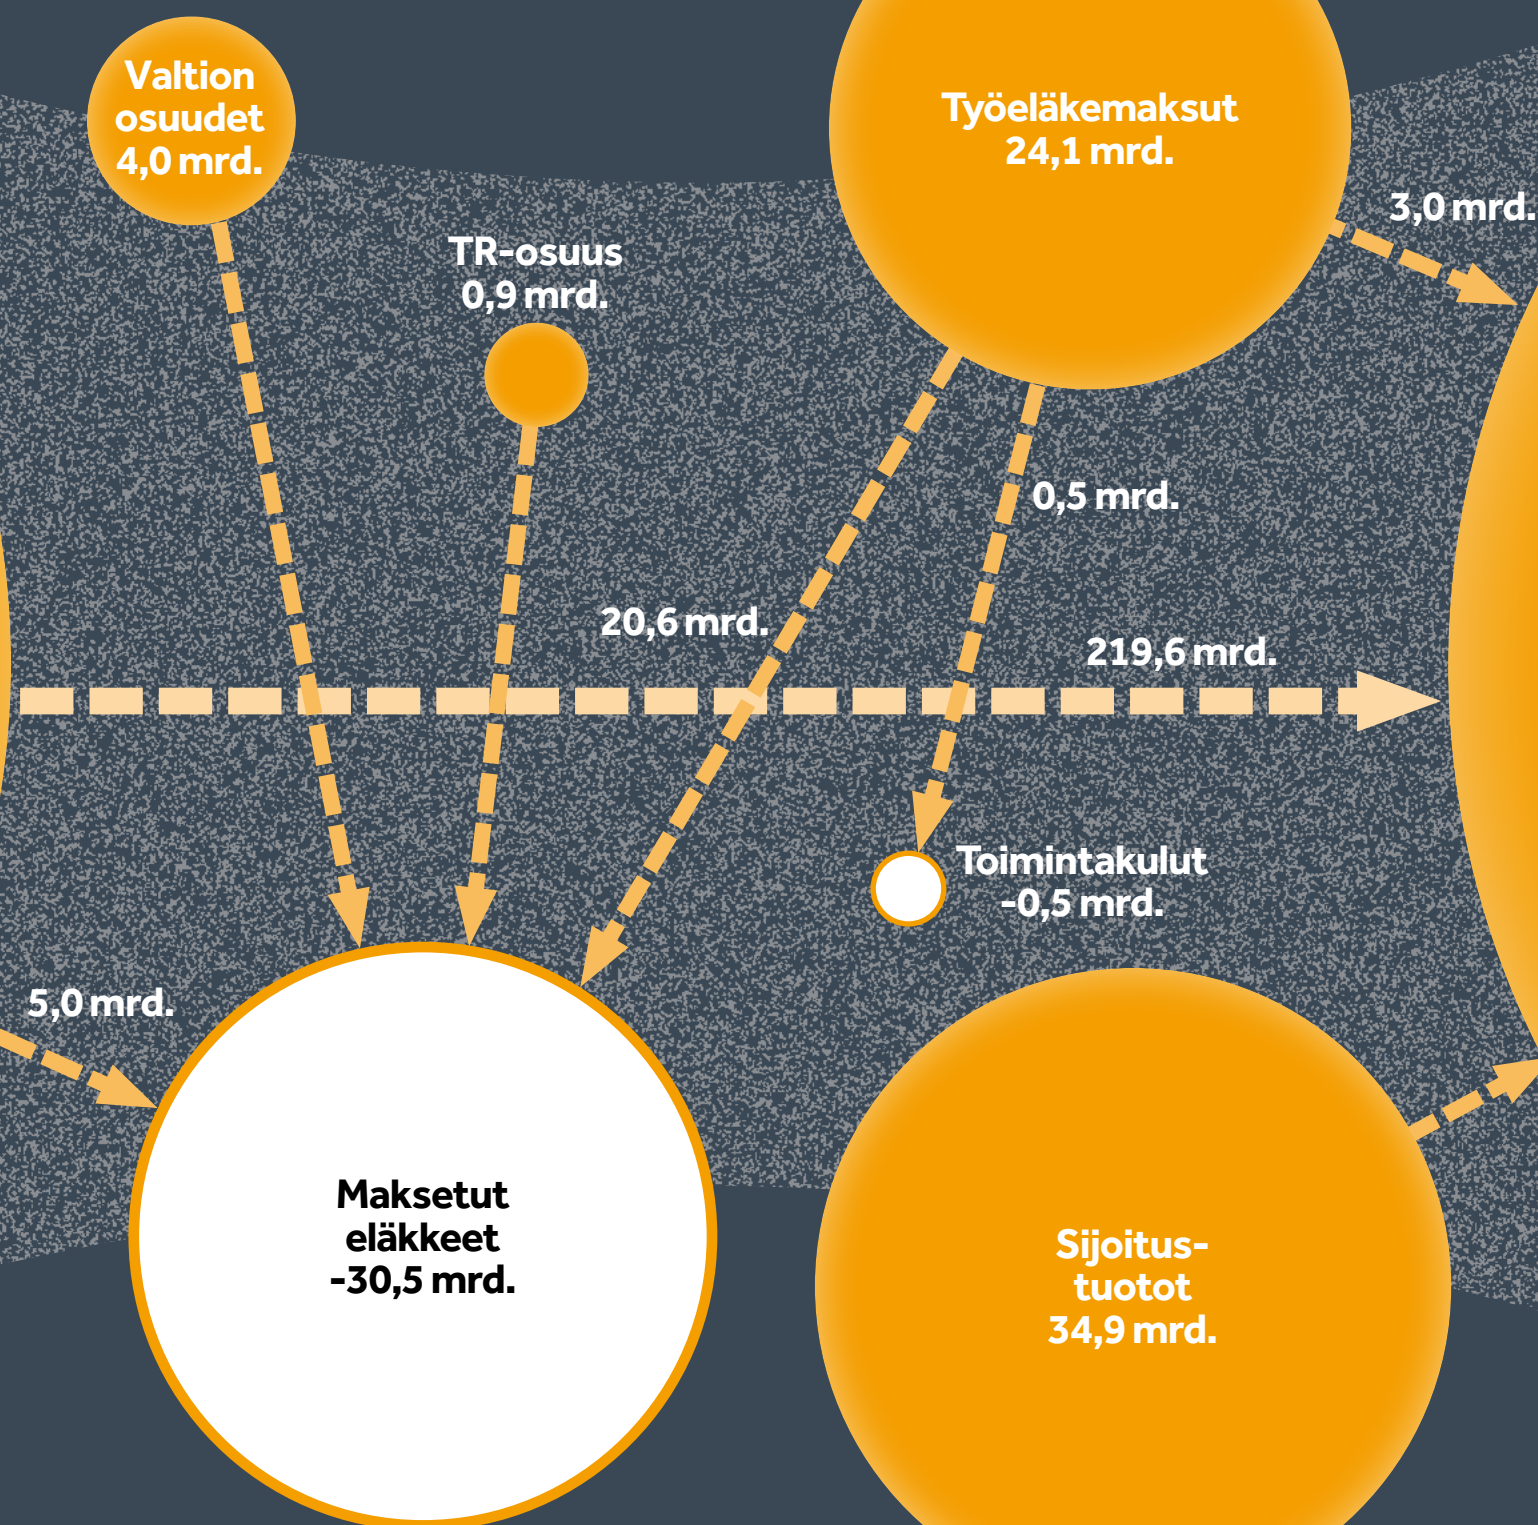 Valtion
osuudet
4,0 mrd.
Työeläkemaksut
24,1 mrd.
3,0 mrd.
TR-osuus
0,9 mrd.
0,5 mrd.
20,6 mrd.
219,6 mrd.
Toimintakulut
-0,5 mrd.
5,0 mrd.
Maksetut
eläkkeet
-30,5 mrd.
Sijoitus-
tuotot
34,9 mrd.